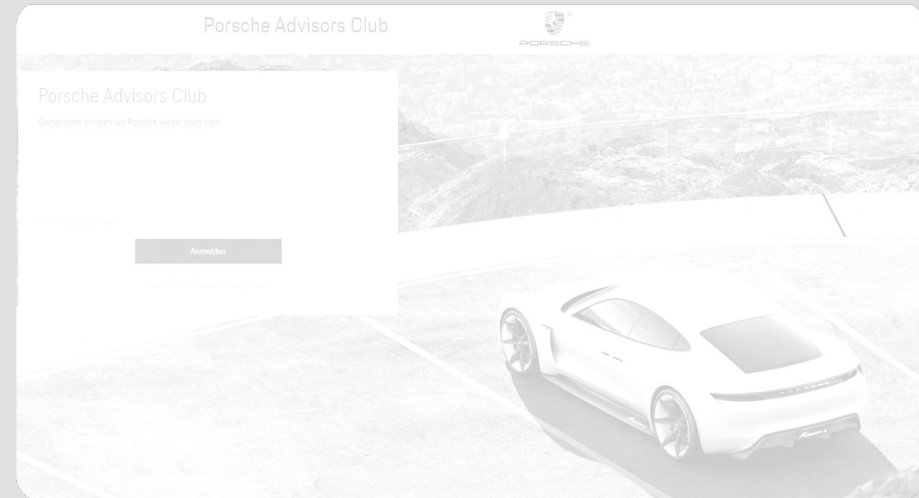 Porsche Advisors Club
PORSCHE
Porsche Advisors Club
Gemeinsam bringen wir Porsche weiter nach vorn.
Anmelden